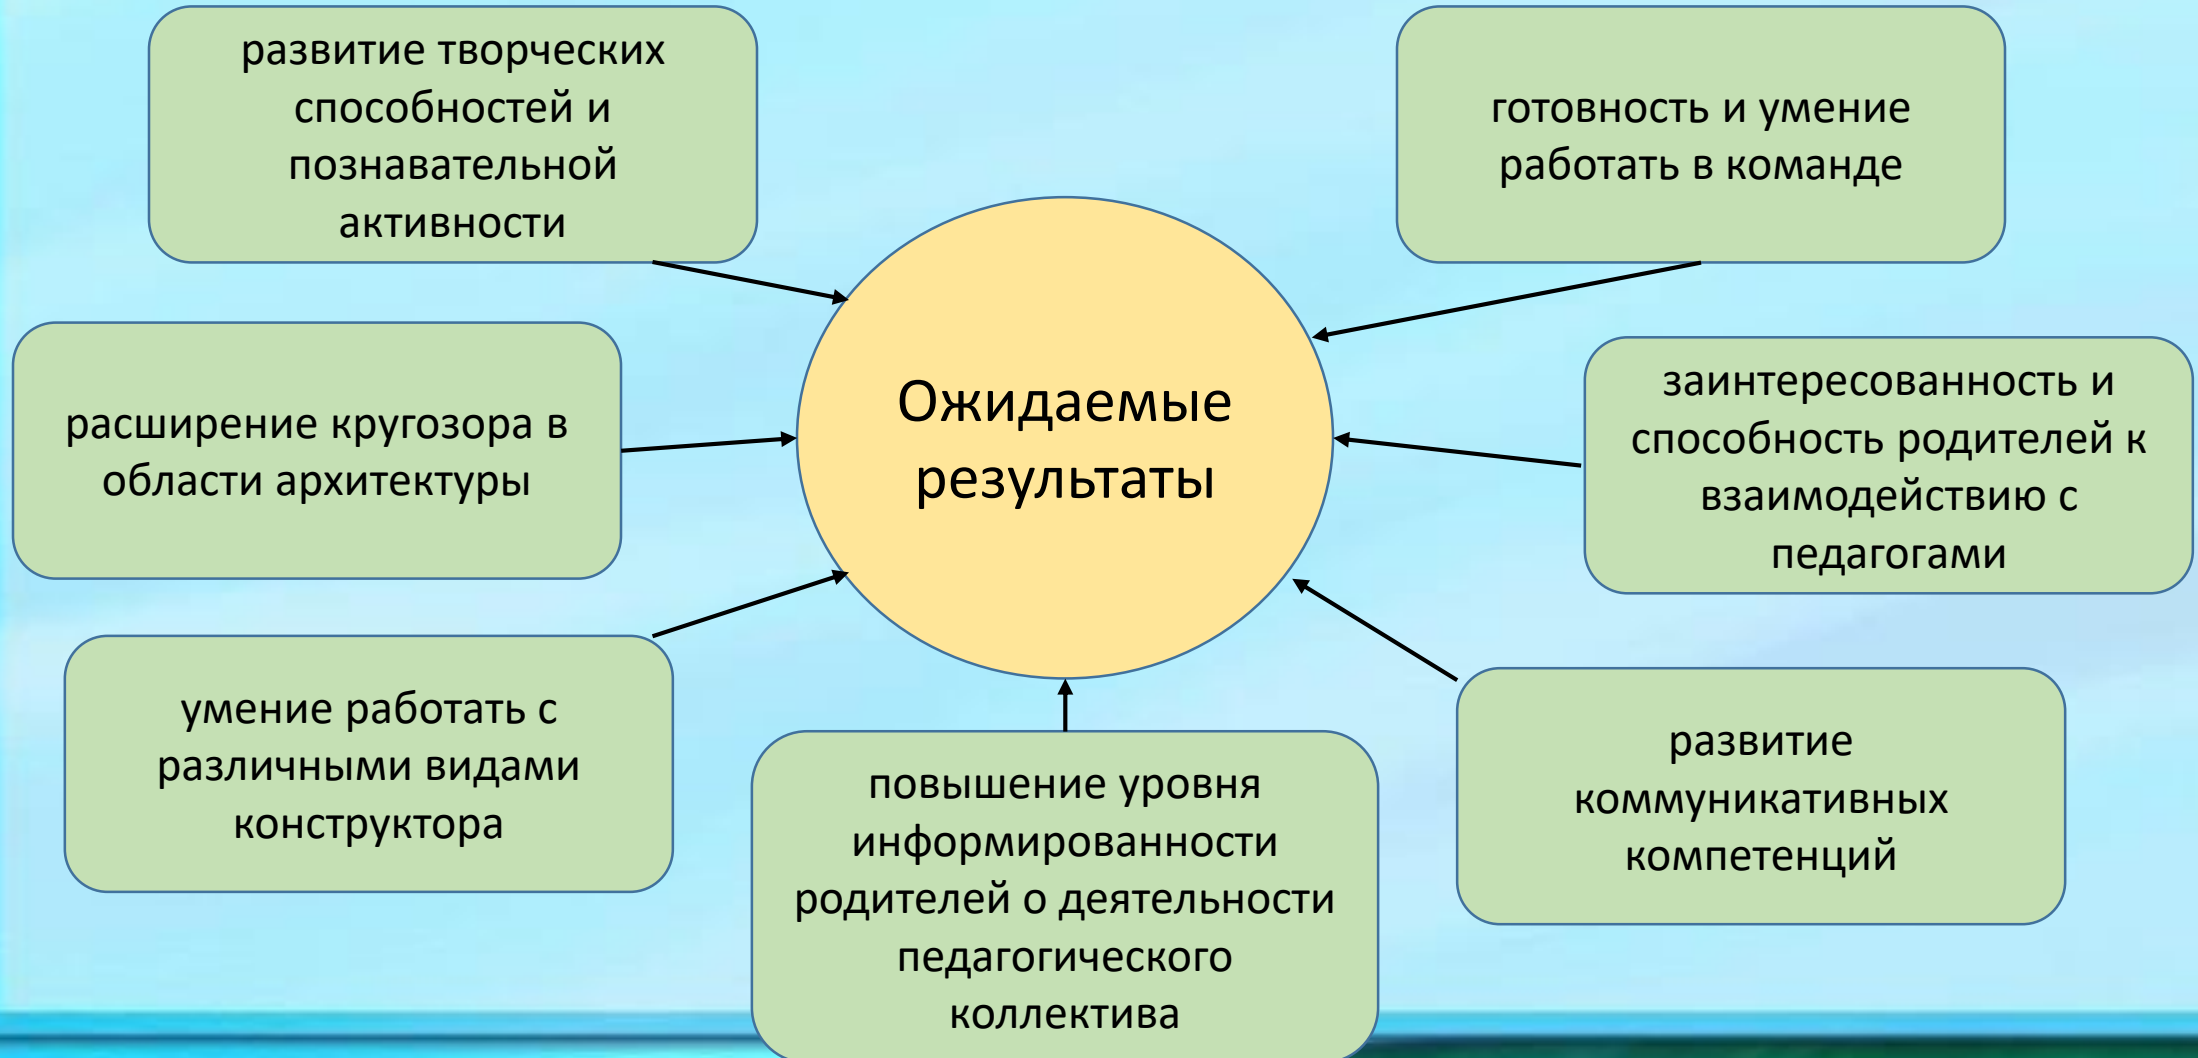 развитие творческих
способностей и
познавательной
активности
готовность и умение
работать в команде
расширение кругозора в
области архитектуры
Ожидаемые
результаты
заинтересованность и
способность родителей к
взаимодействию с
педагогами
умение работать с
различными видами
конструктора
повышение уровня
информированности
родителей о деятельности
педагогического
коллектива
развитие
коммуникативных
компетенций